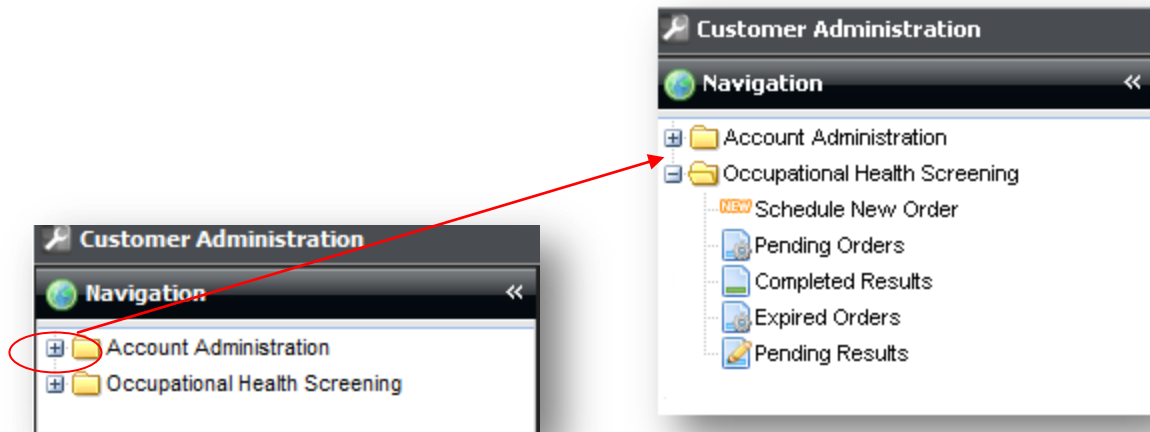 Customer Administration
Navigation
Account Administration
Occupational Health Screening
Customer Administration
Navigation
Account Administration
Occupational Health Screening
NEW Schedule New Order
Pending Orders
Completed Results
Expired Orders
Pending Results